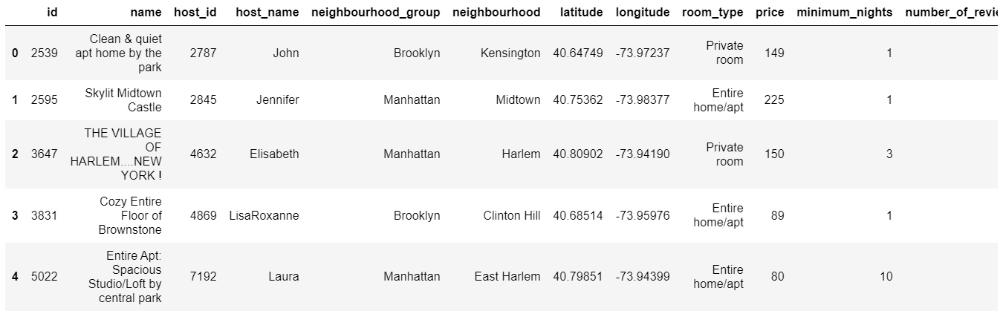 id name host_id host_name neighbourhood_group neighbourhood latitude longitude room_type price minimum_nights
Clean & quiet
apt home by the
park
0 2539 2787 John Brooklyn Kensington 40.64749 -73.97237 Private
room 149 1
Skylit Midtown
Castle
1 2595 2845 Jennifer Manhattan Midtown 40.75362 -73.98377 Entire
home/apt 225 1
THE VILLAGE
OF
HARLEM....NEW
YORK !
2 3647 4632 Elisabeth Manhattan Harlem 40.80902 -73.94190 Private
room 150 3
Cozy Entire
Floor of
Brownstone
3 3831 4869 LisaRoxanne Brooklyn Clinton Hill 40.68514 -73.95976 Entire
home/apt 89 1
Entire Apt:
Spacious
Studio/Loft by
central park
4 5022 7192 Laura Manhattan East Harlem 40.79851 -73.94399 Entire
home/apt 80 10